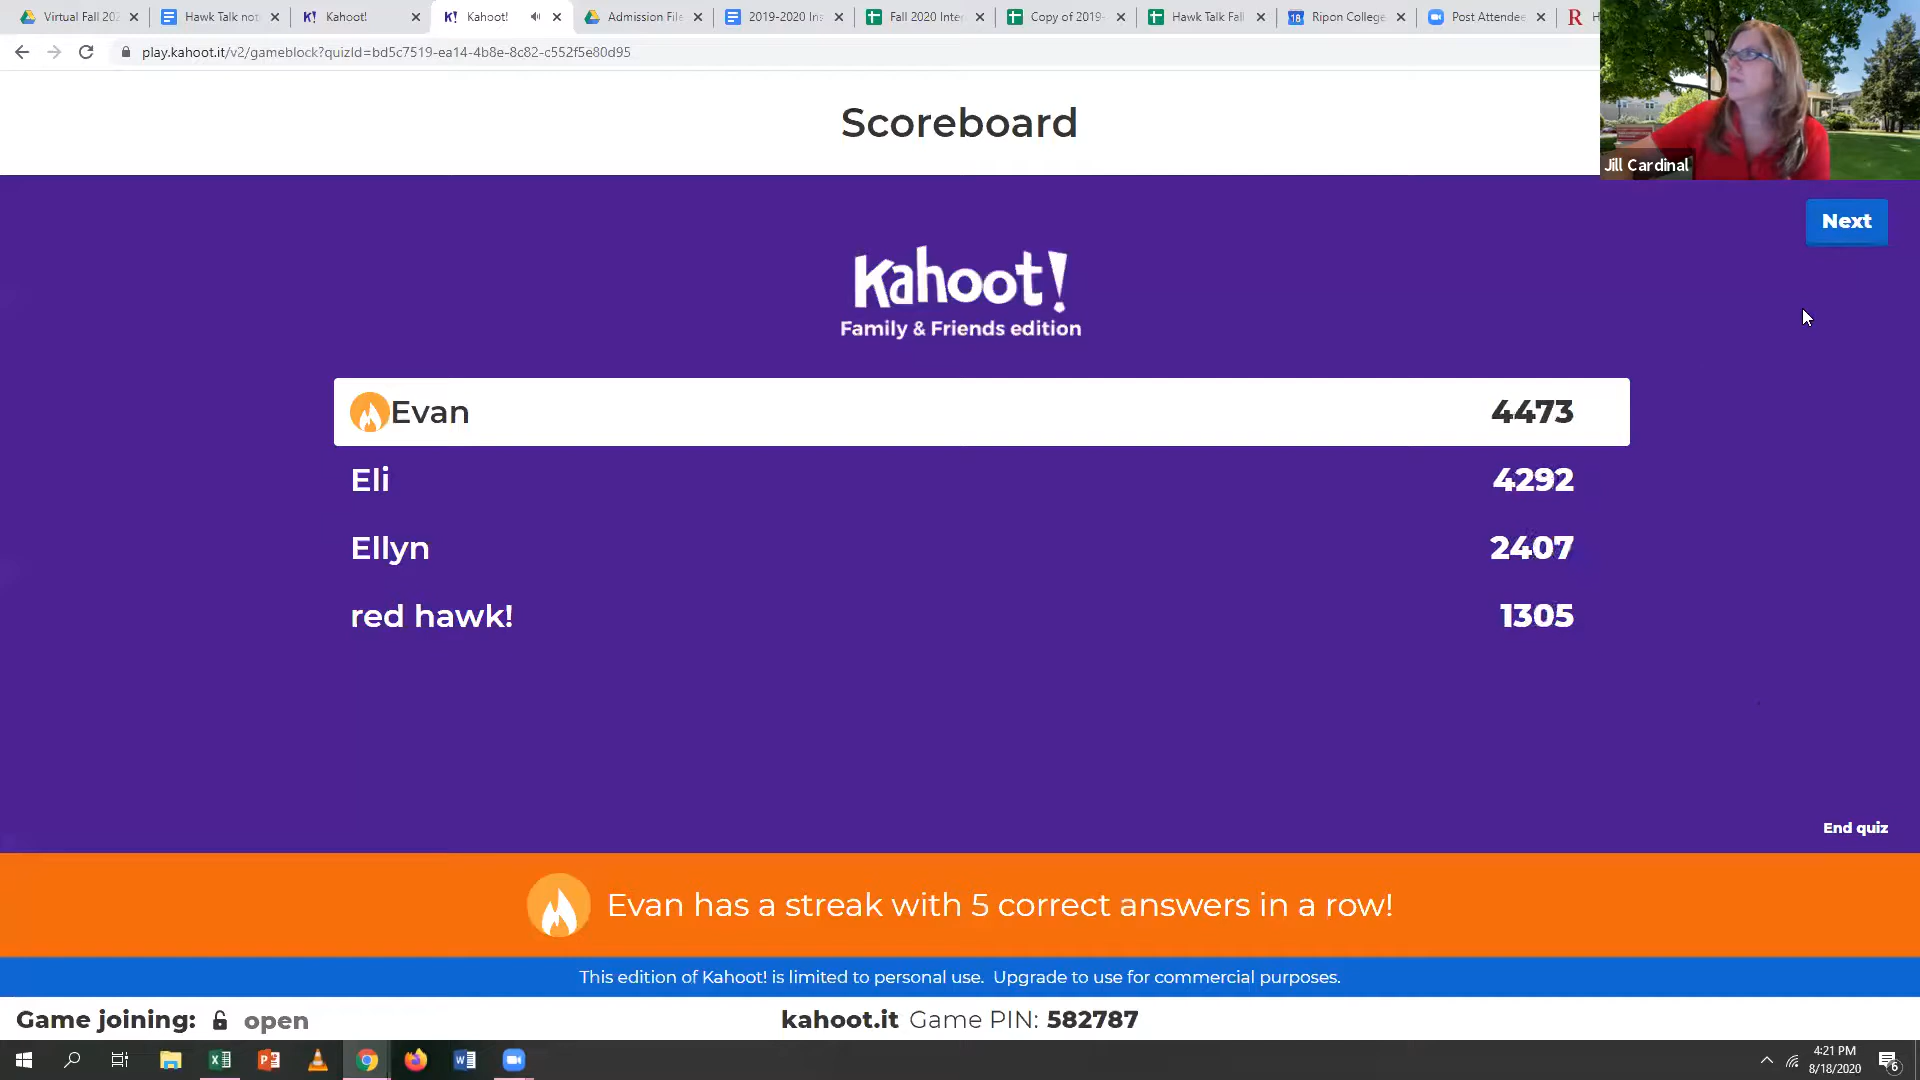 Virtual Fall 202
Hawk Talk not
Kahoot!
Kahoot!
Admission File
2019-2020 Ins
Fall 2020 Inter
Copy of 2019-
Hawk Talk Fall
Ripon College
Post Attendee
play.kahoot.it/v2/gameblock?quizId=bd5c7519-ea14-4b8e-8c82-c552f5e80d95
Scoreboard
Jill Cardinal
Next
Kahoot!
Family & Friends edition
Evan 4473
Eli 4292
Ellyn 2407
red hawk! 1305
End quiz
Evan has a streak with 5 correct answers in a row!
This edition of Kahoot! is limited to personal use. Upgrade to use for commercial purposes.
Game joining: open
kahoot.it Game PIN: 582787
4:21 PM
8/18/2020
6